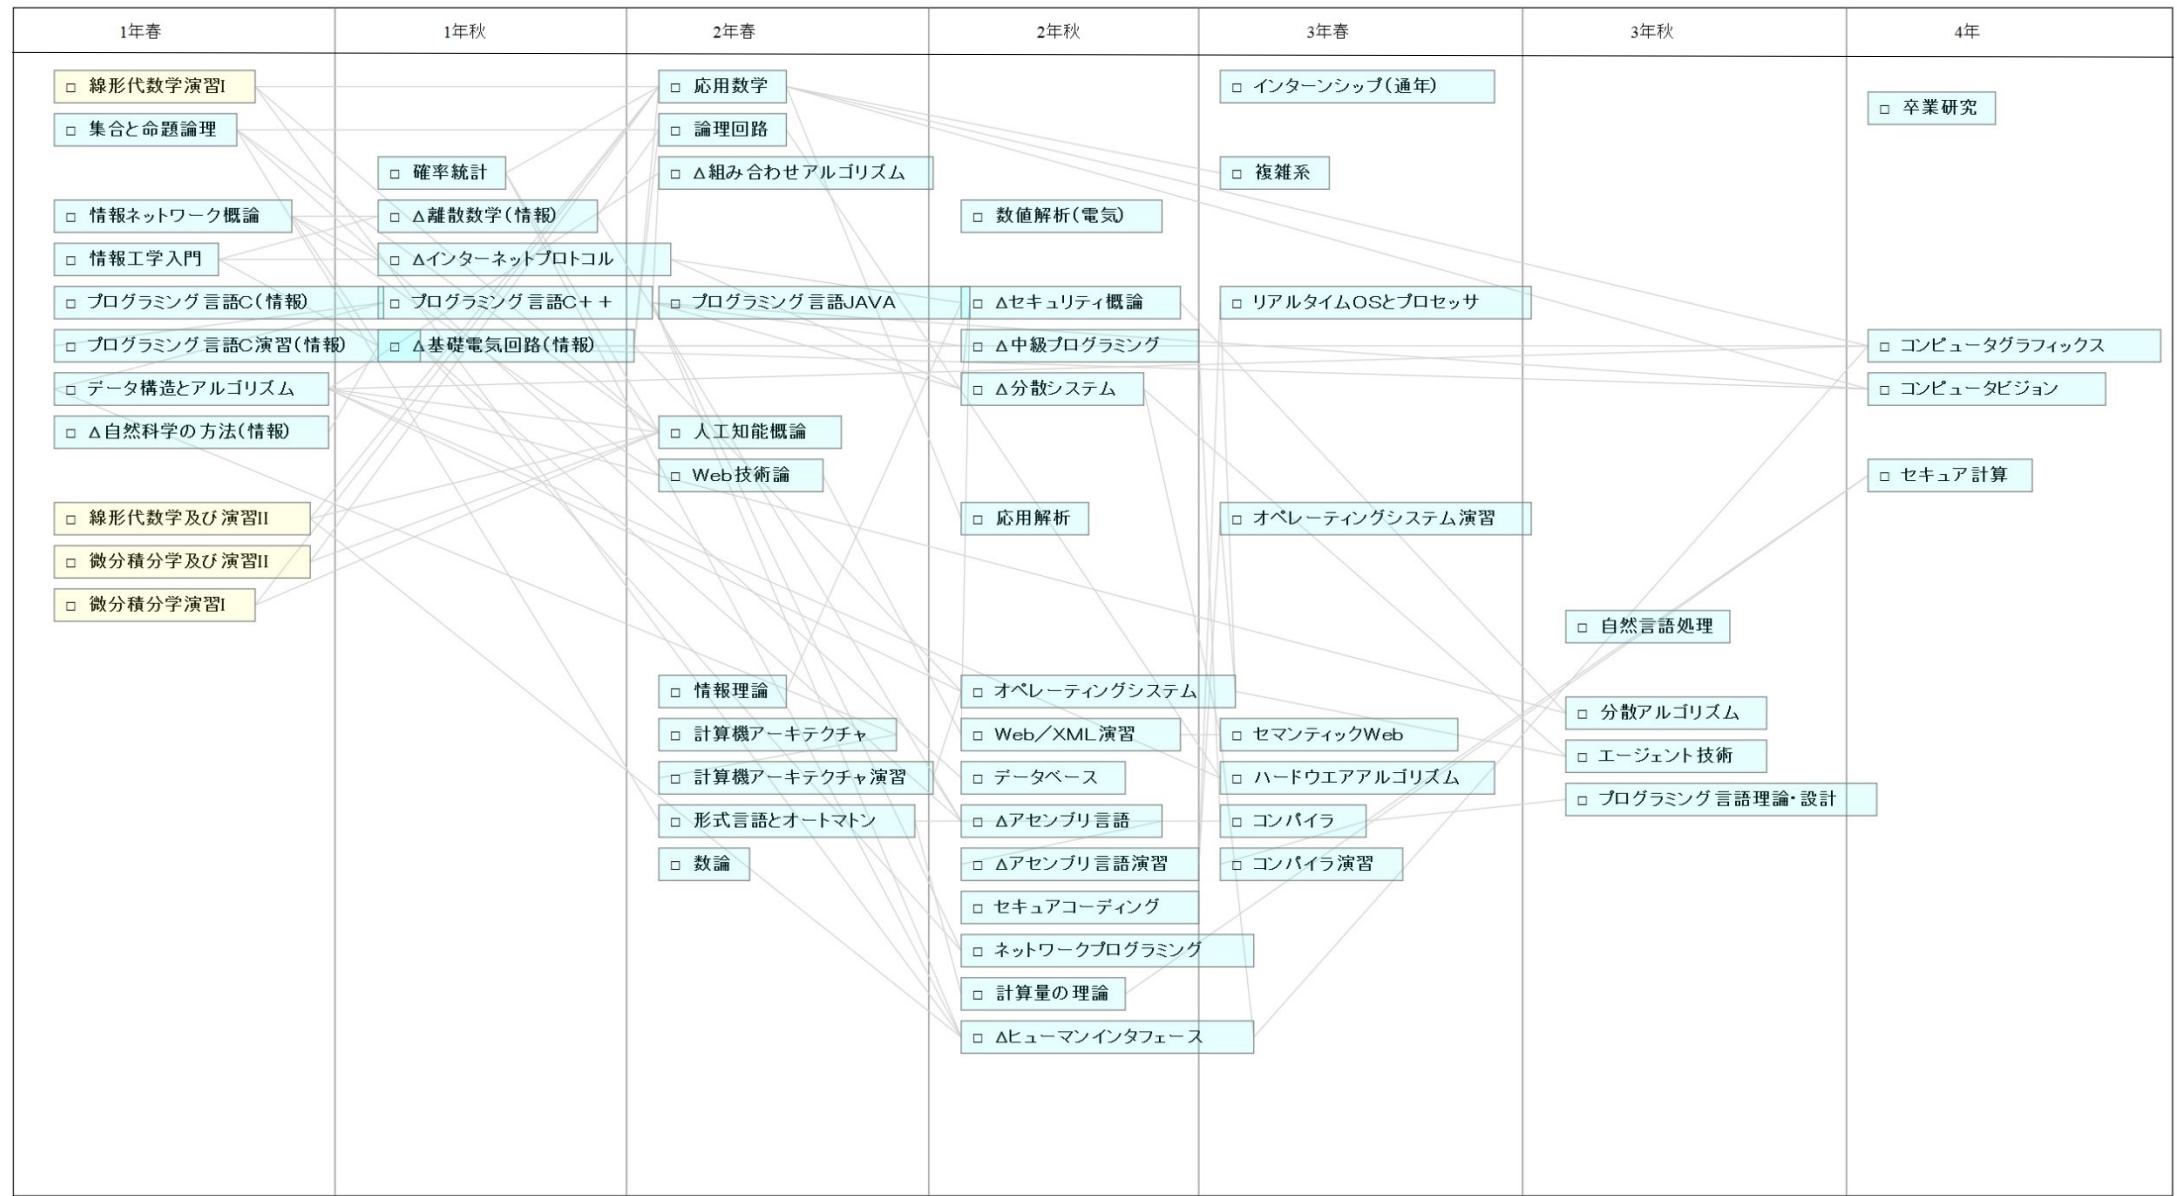 1年春
1年秋
2年春
2年秋
3年春
3年秋
4年
□ 線形代数学演習I
□ 集合と命題論理
□ 情報ネットワーク概論
□ 情報工学入門
□ プログラミング言語C(情報)
□ プログラミング言語C演習(情報)
□ データ構造とアルゴリズム
□ △自然科学の方法(情報)
□ 線形代数学及び演習II
□ 微分積分学及び演習II
□ 微分積分学演習I
□ 確率統計
□ △離散数学(情報)
□ △インターネットプロトコル
□ プログラミング言語C++
□ △基礎電気回路(情報)
□ 応用数学
□ 論理回路
□ △組み合わせアルゴリズム
□ プログラミング言語JAVA
□ 人工知能概論
□ Web技術論
□ 情報理論
□ 計算機アーキテクチャ
□ 計算機アーキテクチャ演習
□ 形式言語とオートマトン
□ 数論
□ 数値解析(電気)
□ △セキュリティ概論
□ △中級プログラミング
□ △分散システム
□ 応用解析
□ オペレーティングシステム
□ Web/XML演習
□ データベース
□ △アセンブリ言語
□ △アセンブリ言語演習
□ セキュアコーディング
□ ネットワークプログラミング
□ 計算量の理論
□ △ヒューマンインタフェース
□ インターンシップ(通年)
□ 複雑系
□ リアルタイムOSとプロセッサ
□ オペレーティングシステム演習
□ セマンティックWeb
□ ハードウエアアルゴリズム
□ コンパイラ
□ コンパイラ演習
□ 自然言語処理
□ 分散アルゴリズム
□ エージェント技術
□ プログラミング言語理論・設計
□ 卒業研究
□ コンピュータグラフィックス
□ コンピュータビジョン
□ セキュア計算